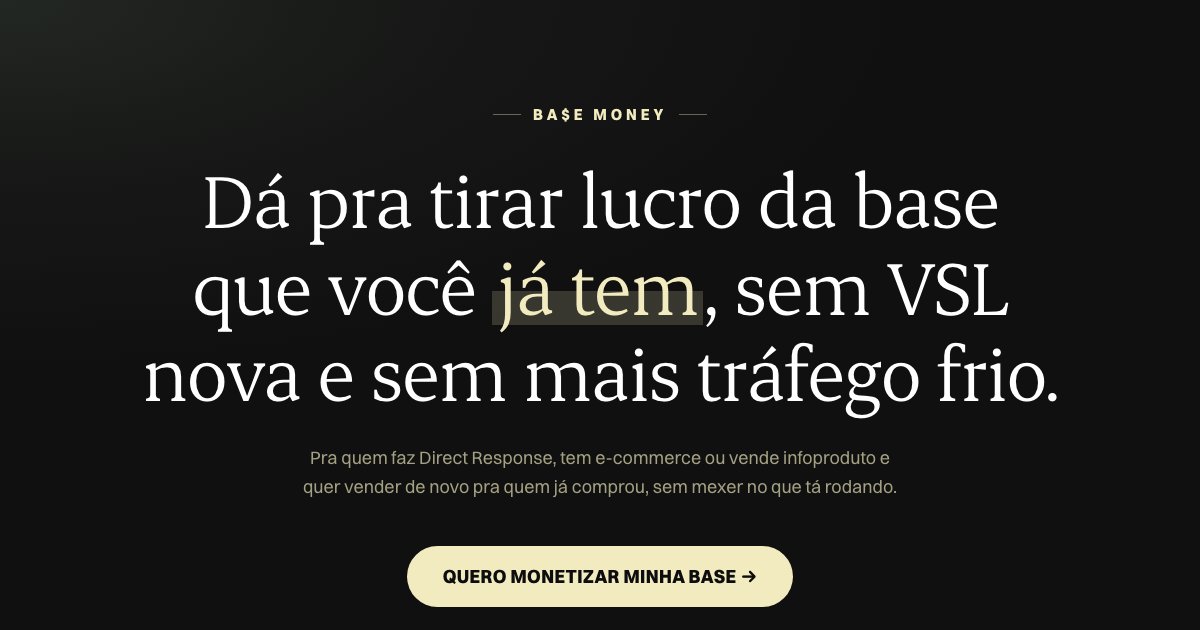 BA$E MONEY
Dá pra tirar lucro da base
que você já tem, sem VSL
nova e sem mais tráfego frio.
Pra quem faz Direct Response, tem e-commerce ou vende infoproduto e
quer vender de novo pra quem já comprou, sem mexer no que tá rodando.
QUERO MONETIZAR MINHA BASE →